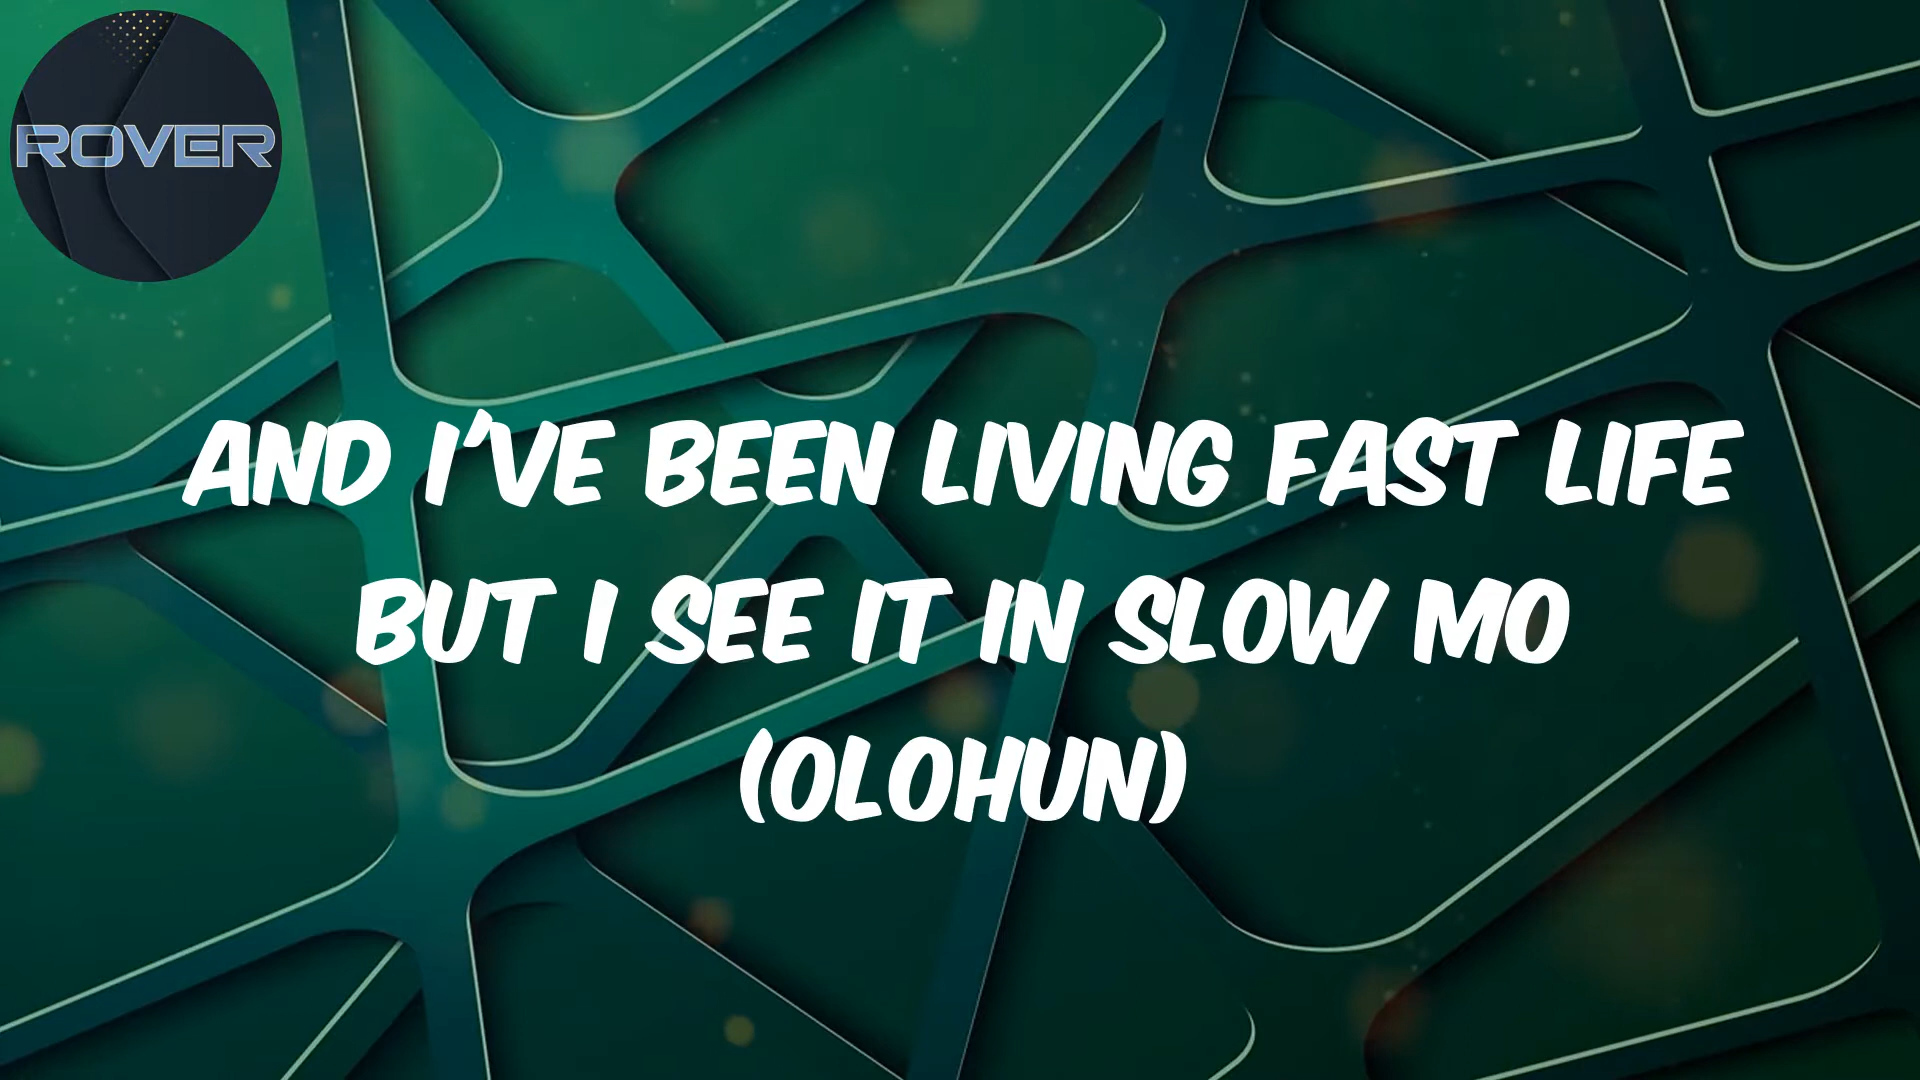 ROVER
AND I'VE BEEN LIVING FAST LIFE
BUT I SEE IT IN SLOW MO
(OLOHUN)